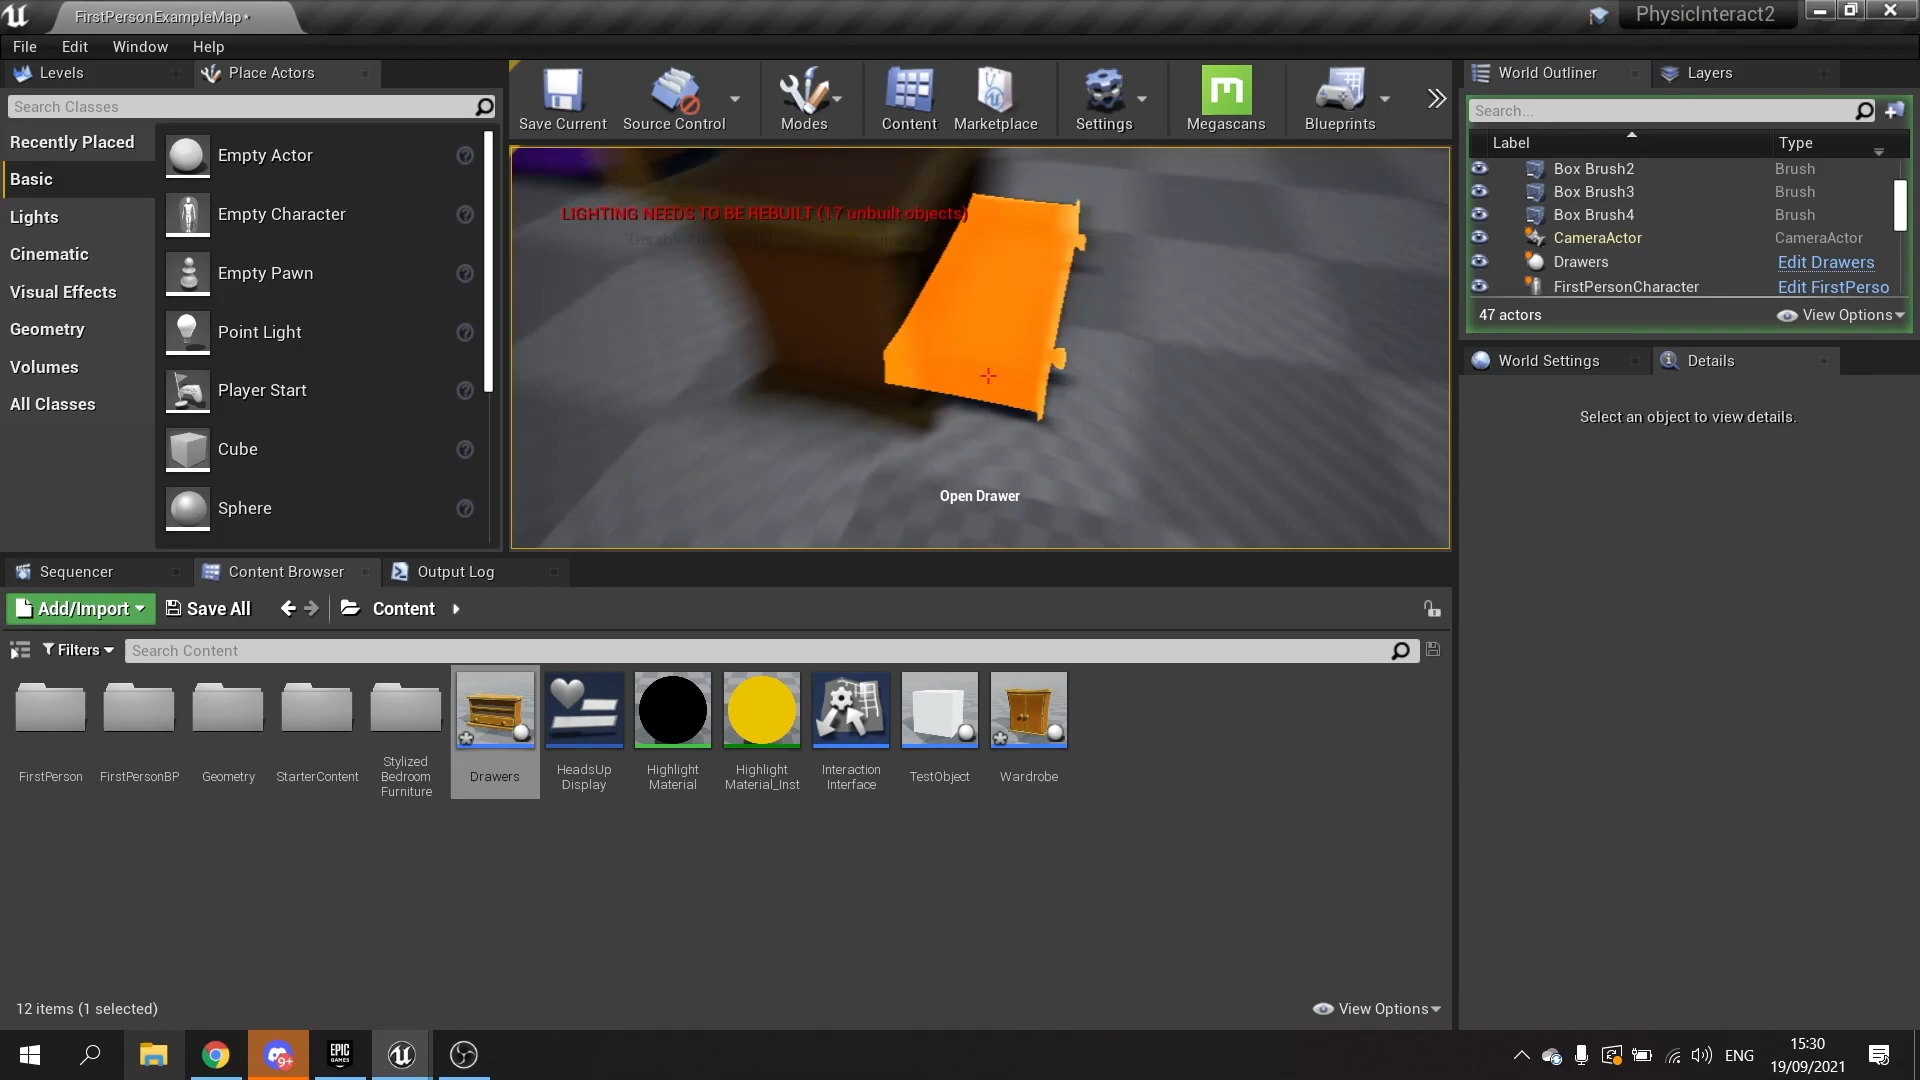 FirstPersonExampleMap*
PhysicInteract2
File Edit Window Help
Levels
Place Actors
Search Classes
Recently Placed
Basic
Lights
Cinematic
Visual Effects
Geometry
Volumes
All Classes
Empty Actor
Empty Character
Empty Pawn
Point Light
Player Start
Cube
Sphere
Save Current
Source Control
Modes
Content
Marketplace
Settings
Megascans
Blueprints
LIGHTING NEEDS TO BE REBUILT (17 unbuilt objects)
Open Drawer
World Outliner
Layers
Search...
Label Type
Box Brush2 Brush
Box Brush3 Brush
Box Brush4 Brush
CameraActor CameraActor
Drawers Edit Drawers
FirstPersonCharacter Edit FirstPerso
47 actors
View Options
World Settings
Details
Select an object to view details.
Sequencer
Content Browser
Output Log
Add/Import
Save All
Content
Filters
Search Content
FirstPerson
FirstPersonBP
Geometry
StarterContent
Stylized
Bedroom
Furniture
Drawers
HeadsUp
Display
Highlight
Material
Highlight
Material_Inst
Interaction
Interface
TestObject
Wardrobe
12 items (1 selected)
View Options
9+
EPIC
GAMES
ENG
15:30
19/09/2021